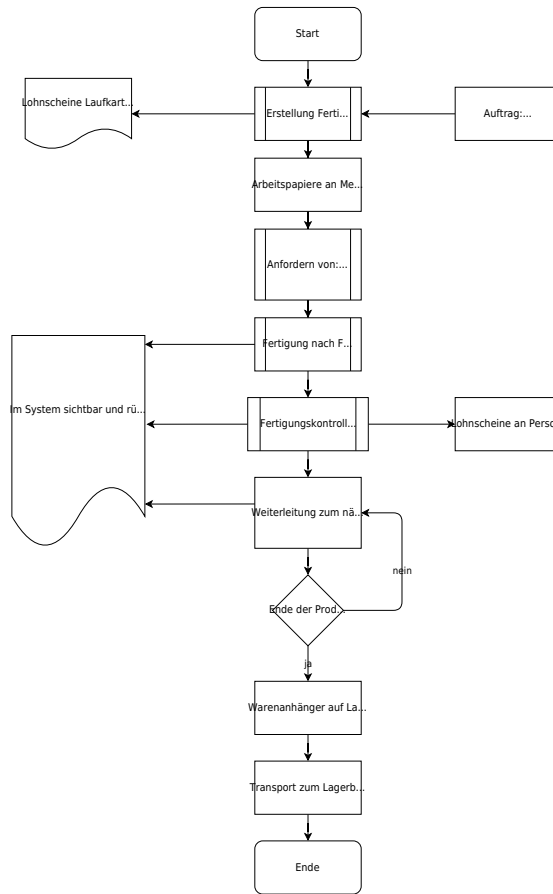 Start
Lohnscheine Laufkart...
Erstellung Ferti...
Auftrag:...
Arbeitspapiere an Me...
Anfordern von:...
Fertigung nach F...
Im System sichtbar und rü...
Fertigungskontroll...
Lohnscheine an Perso
Weiterleitung zum nä...
nein
Ende der Prod...
ja
Warenanhänger auf La...
Transport zum Lagerb...
Ende